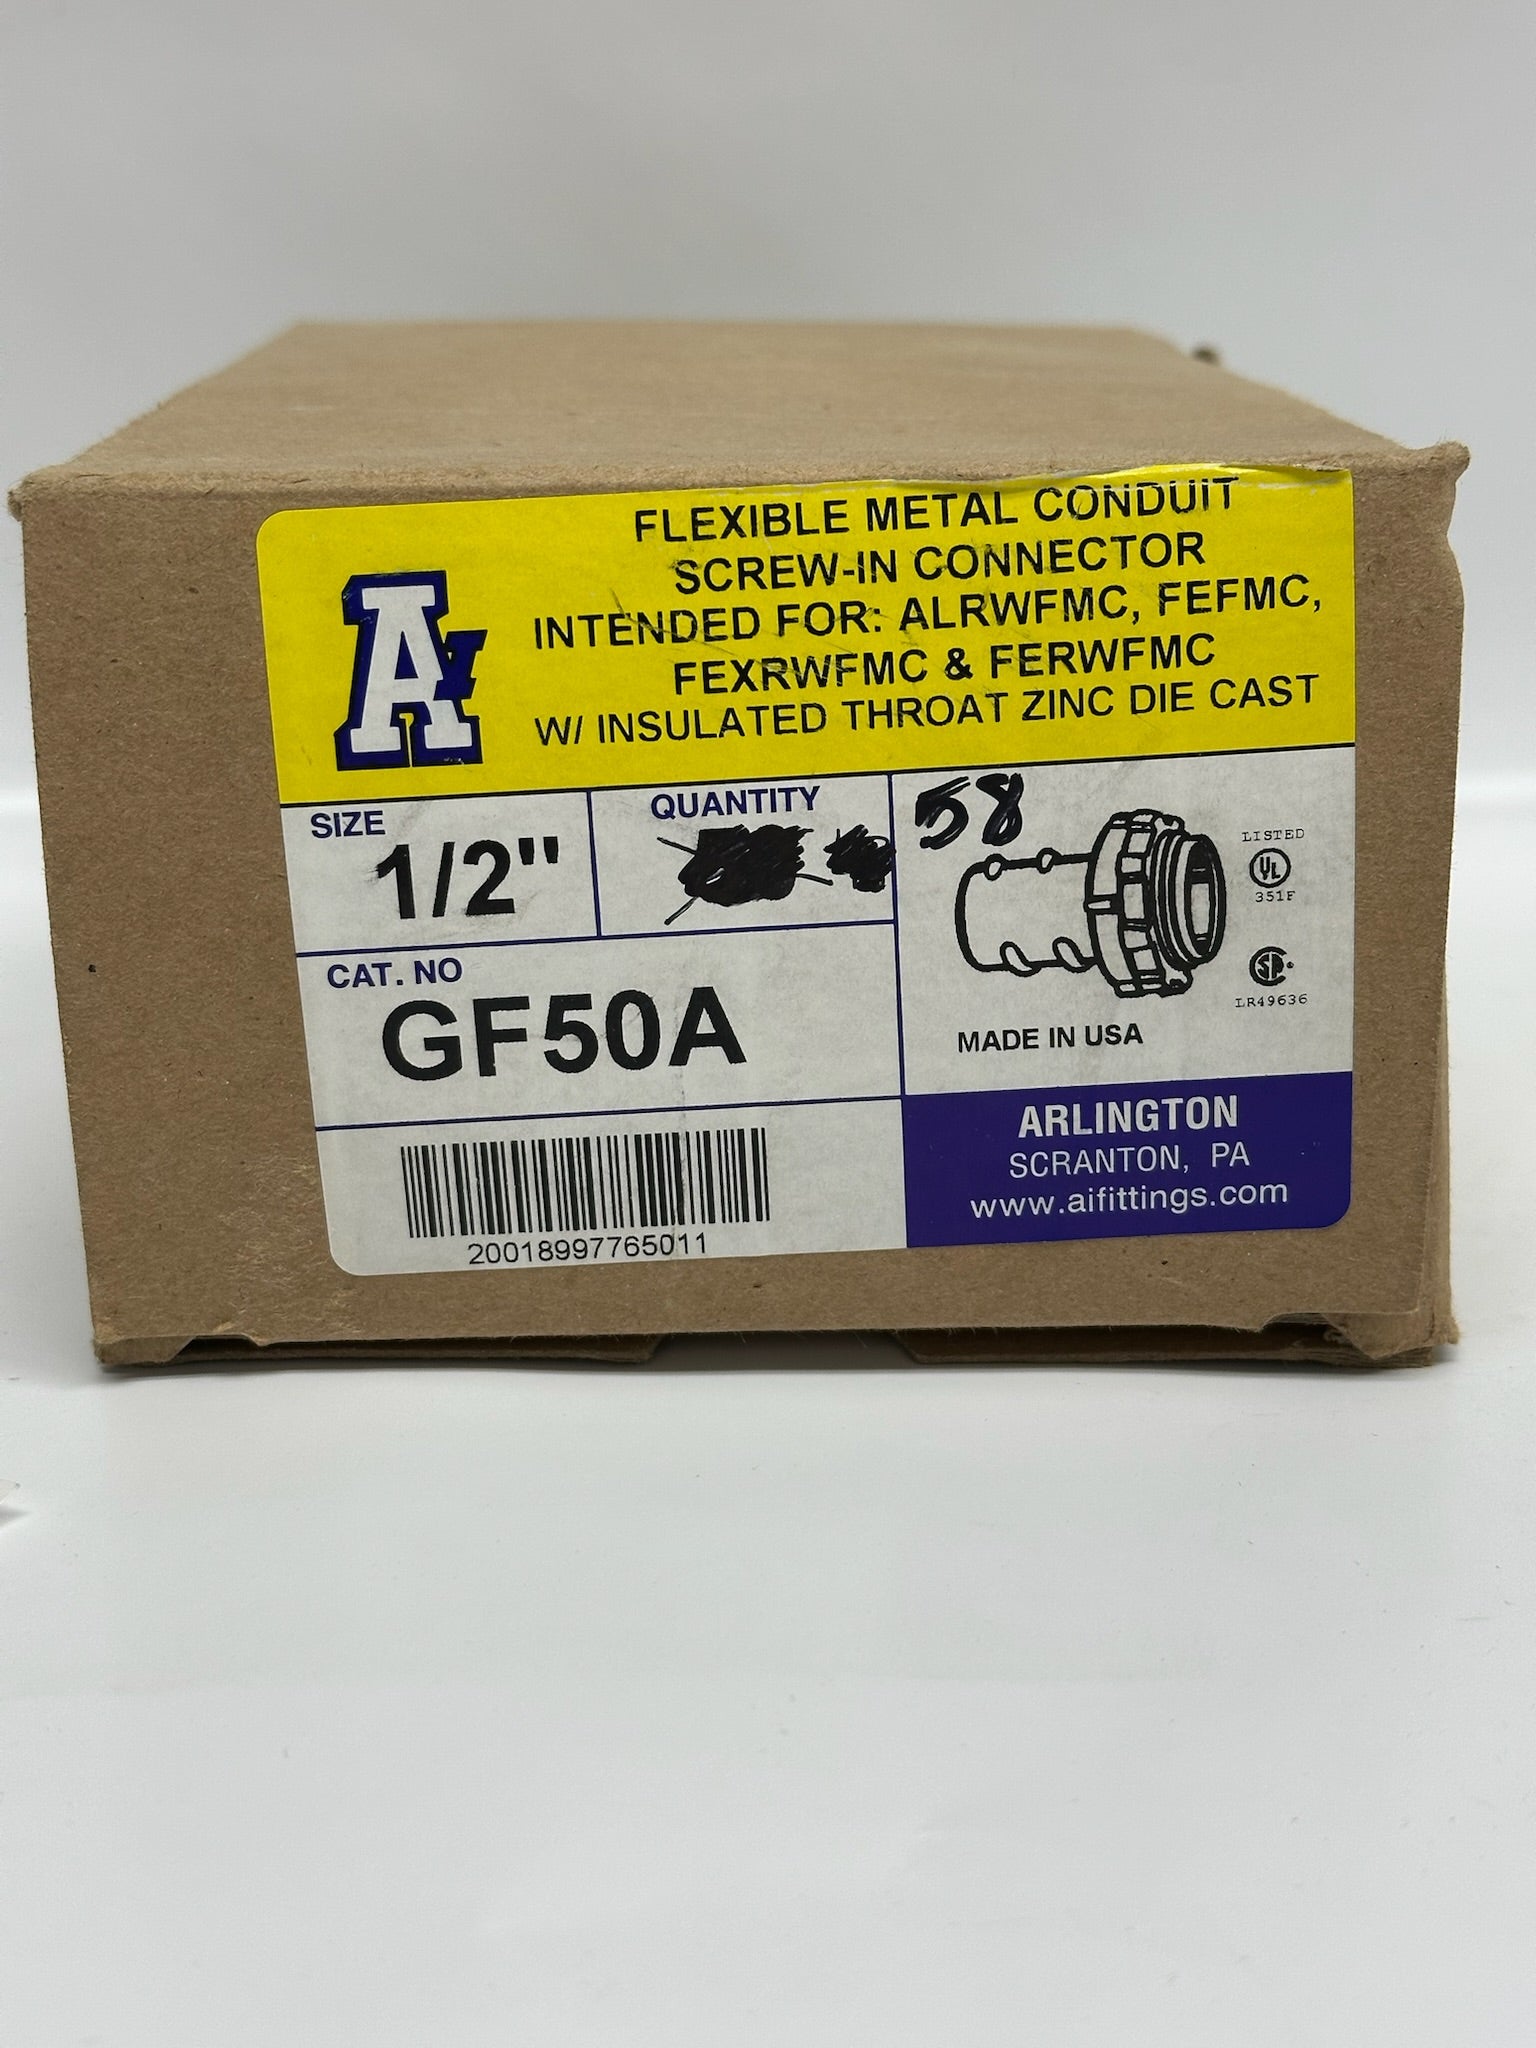 FLEXIBLE METAL CONDUIT
SCREW-IN CONNECTOR
INTENDED FOR: ALRWFMC, FEFMC,
FEXRWFMC & FERWFMC
W/ INSULATED THROAT ZINC DIE CAST
A
SIZE
1/2"
QUANTITY
58
LISTED
UL
351F
CAT. NO
GF50A
SP®
LR49636
MADE IN USA
20018997765011
ARLINGTON
SCRANTON, PA
www.aifittings.com